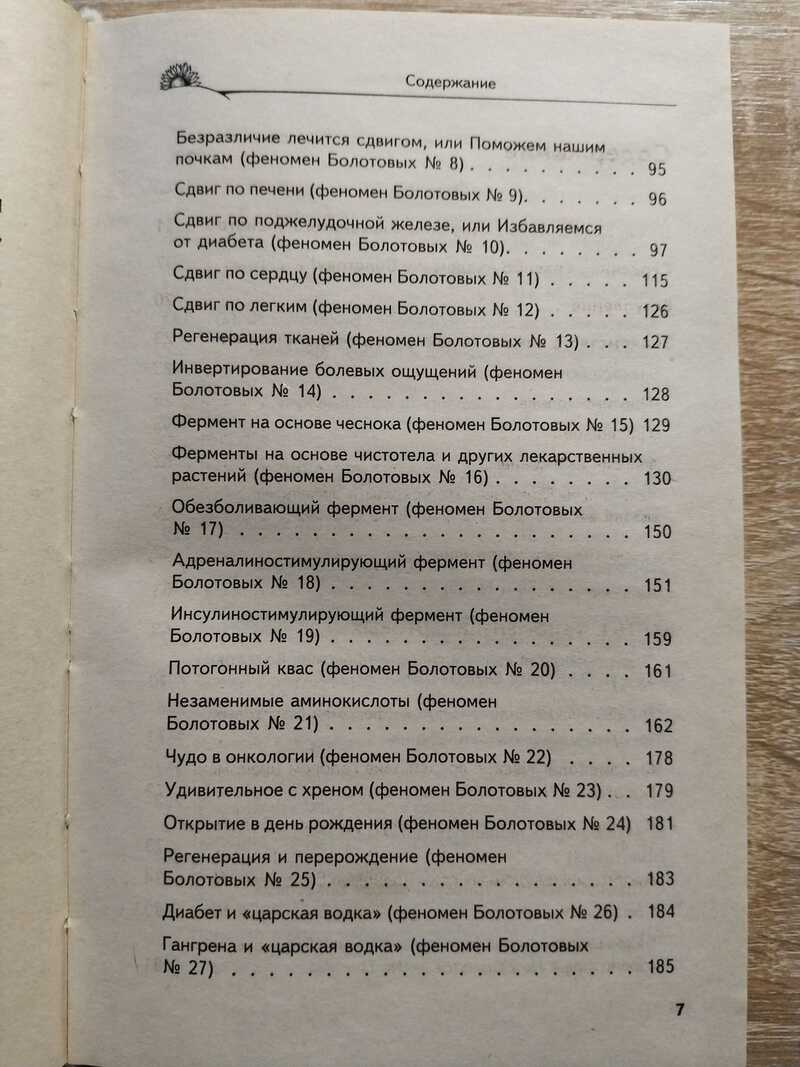 Содержание
Безразличие лечится сдвигом, или Поможем нашим
почкам (феномен Болотовых № 8) . . . . . . . . . . 95
Сдвиг по печени (феномен Болотовых № 9). . . . . . . 96
Сдвиг по поджелудочной железе, или Избавляемся
от диабета (феномен Болотовых № 10). . . . . . . . 97
Сдвиг по сердцу (феномен Болотовых № 11) . . . . . 115
Сдвиг по легким (феномен Болотовых № 12) . . . . . 126
Регенерация тканей (феномен Болотовых № 13) . . . 127
Инвертирование болевых ощущений (феномен
Болотовых № 14) . . . . . . . . . . . . . . . . . 128
Фермент на основе чеснока (феномен Болотовых № 15) 129
Ферменты на основе чистотела и других лекарственных
растений (феномен Болотовых № 16) . . . . . . . . 130
Обезболивающий фермент (феномен Болотовых
№ 17) . . . . . . . . . . . . . . . . . . . . . . 150
Адреналиностимулирующий фермент (феномен
Болотовых № 18) . . . . . . . . . . . . . . . . . 151
Инсулиностимулирующий фермент (феномен
Болотовых № 19) . . . . . . . . . . . . . . . . . 159
Потогонный квас (феномен Болотовых № 20) . . . . 161
Незаменимые аминокислоты (феномен
Болотовых № 21) . . . . . . . . . . . . . . . . . 162
Чудо в онкологии (феномен Болотовых № 22) . . . . 178
Удивительное с хреном (феномен Болотовых № 23) . . 179
Открытие в день рождения (феномен Болотовых № 24) 181
Регенерация и перерождение (феномен
Болотовых № 25) . . . . . . . . . . . . . . . . . 183
Диабет и «царская водка» (феномен Болотовых № 26) . 184
Гангрена и «царская водка» (феномен Болотовых
№ 27) . . . . . . . . . . . . . . . . . . . . . . 185
7